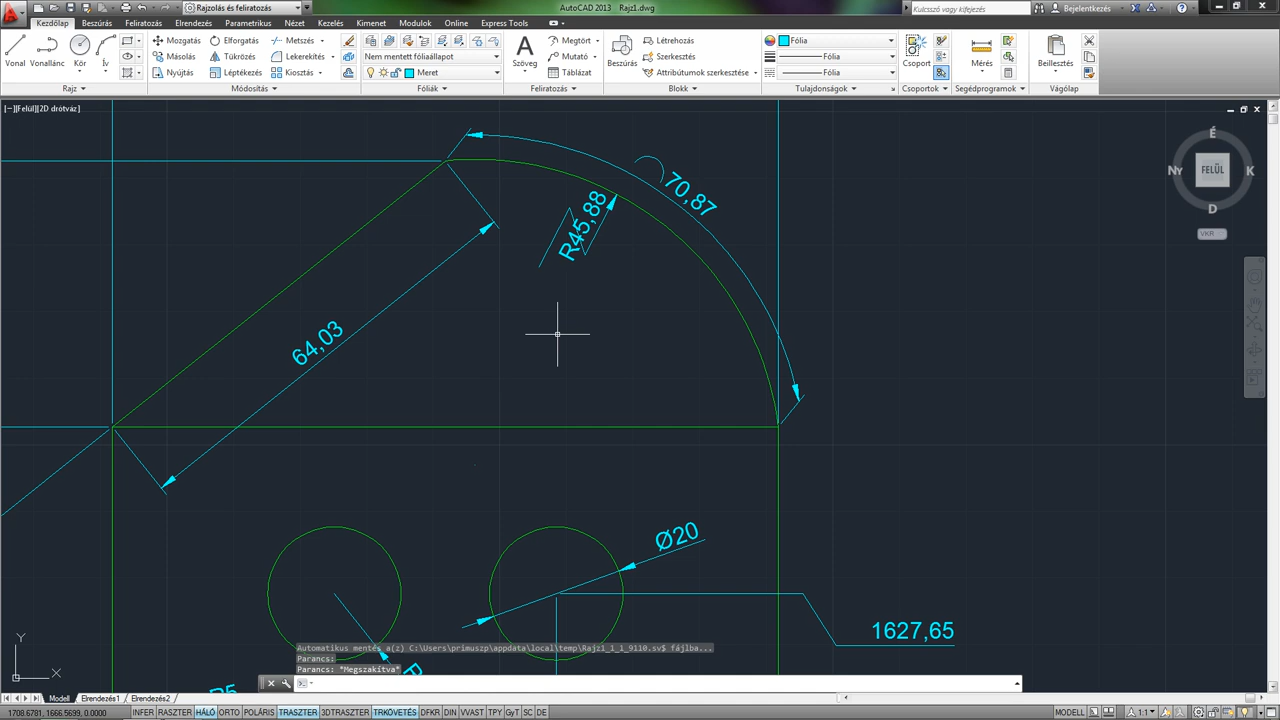 Rajzolás és feliratozás
AutoCAD 2013 Rajz1.dwg
Kulcsszó vagy kifejezés
Bejelentkezés
Kezdőlap
Beszúrás
Feliratozás
Elrendezés
Parametrikus
Nézet
Kezelés
Kimenet
Modulok
Online
Express Tools
Vonal
Vonallánc
Kör
Ív
Mozgatás
Másolás
Nyújtás
Elforgatás
Tükrözés
Léptékezés
Metszés
Lekerekítés
Kiosztás
Nem mentett fóliaállapot
Meret
Szöveg
Megtört
Mutató
Táblázat
Beszúrás
Létrehozás
Szerkesztés
Attribútumok szerkesztése
Fólia
Fólia
Fólia
Csoport
Mérés
Beillesztés
Rajz
Módosítás
Fóliák
Feliratozás
Blokk
Tulajdonságok
Csoportok
Segédprogramok
Vágólap
[−][Felül][2D drótváz]
É
NY
FELÜL
K
D
VKR
70,87
R45,88
64,03
Ø20
1627,65
Automatikus mentés a(z) C:\Users\primuszp\appdata\local\temp\Rajz1_1_1_9110.sv$ fájlba...
Parancs:
Parancs: *Megszakítva*
Y
X
Modell
Elrendezés1
Elrendezés2
1708.6781, 1666.5699, 0.0000
INFER
RASZTER
HÁLÓ
ORTO
POLÁRIS
TRASZTER
3DTRASZTER
TRKÖVETÉS
DFKR
DIN
VVAST
TPY
GyT
SC
DE
MODELL
1:1